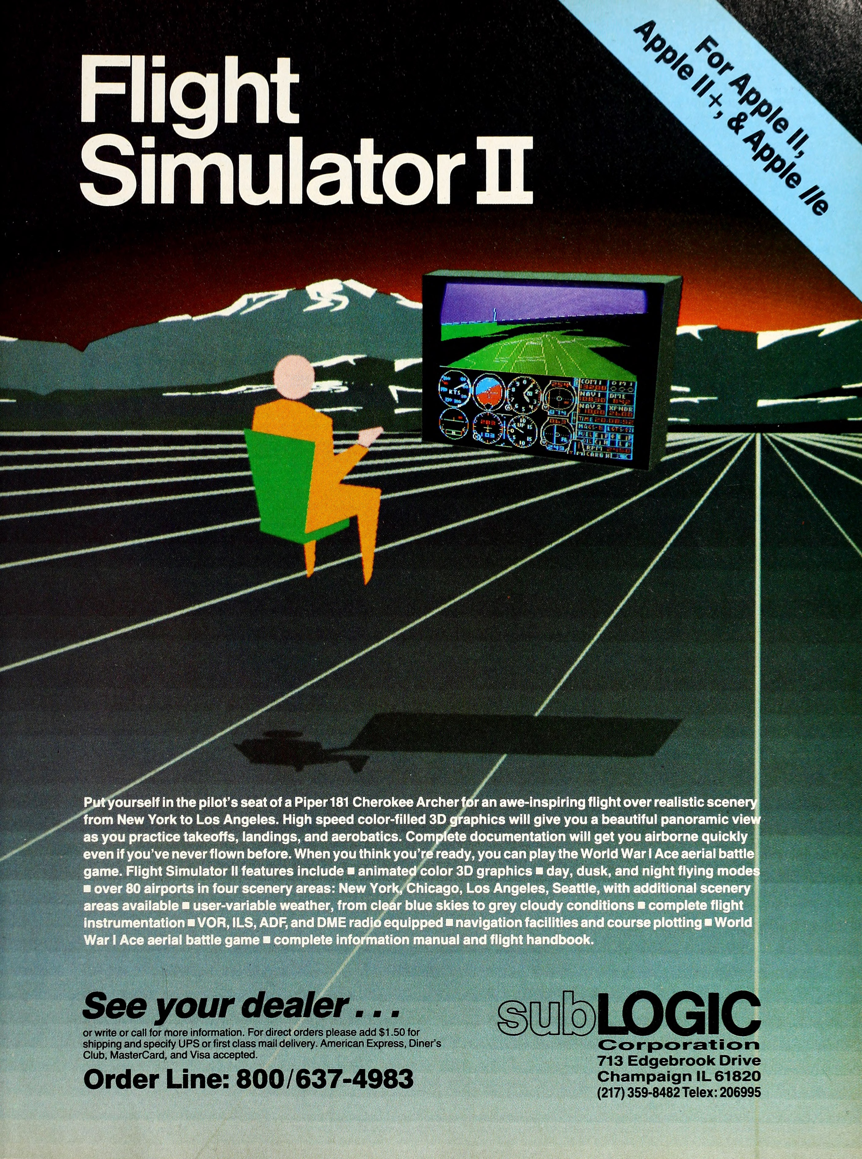 For Apple II,
Apple II+, & Apple //e
Flight
Simulator II
Put yourself in the pilot's seat of a Piper 181 Cherokee Archer for an awe-inspiring flight over realistic scenery
from New York to Los Angeles. High speed color-filled 3D graphics will give you a beautiful panoramic view
as you practice takeoffs, landings, and aerobatics. Complete documentation will get you airborne quickly
even if you've never flown before. When you think you're ready, you can play the World War I Ace aerial battle
game. Flight Simulator II features include ■ animated color 3D graphics ■ day, dusk, and night flying modes
■ over 80 airports in four scenery areas: New York, Chicago, Los Angeles, Seattle, with additional scenery
areas available ■ user-variable weather, from clear blue skies to grey cloudy conditions ■ complete flight
instrumentation ■ VOR, ILS, ADF, and DME radio equipped ■ navigation facilities and course plotting ■ World
War I Ace aerial battle game ■ complete information manual and flight handbook.
See your dealer . . .
or write or call for more information. For direct orders please add $1.50 for
shipping and specify UPS or first class mail delivery. American Express, Diner's
Club, MasterCard, and Visa accepted.
Order Line: 800/637-4983
subLOGIC
Corporation
713 Edgebrook Drive
Champaign IL 61820
(217) 359-8482 Telex: 206995